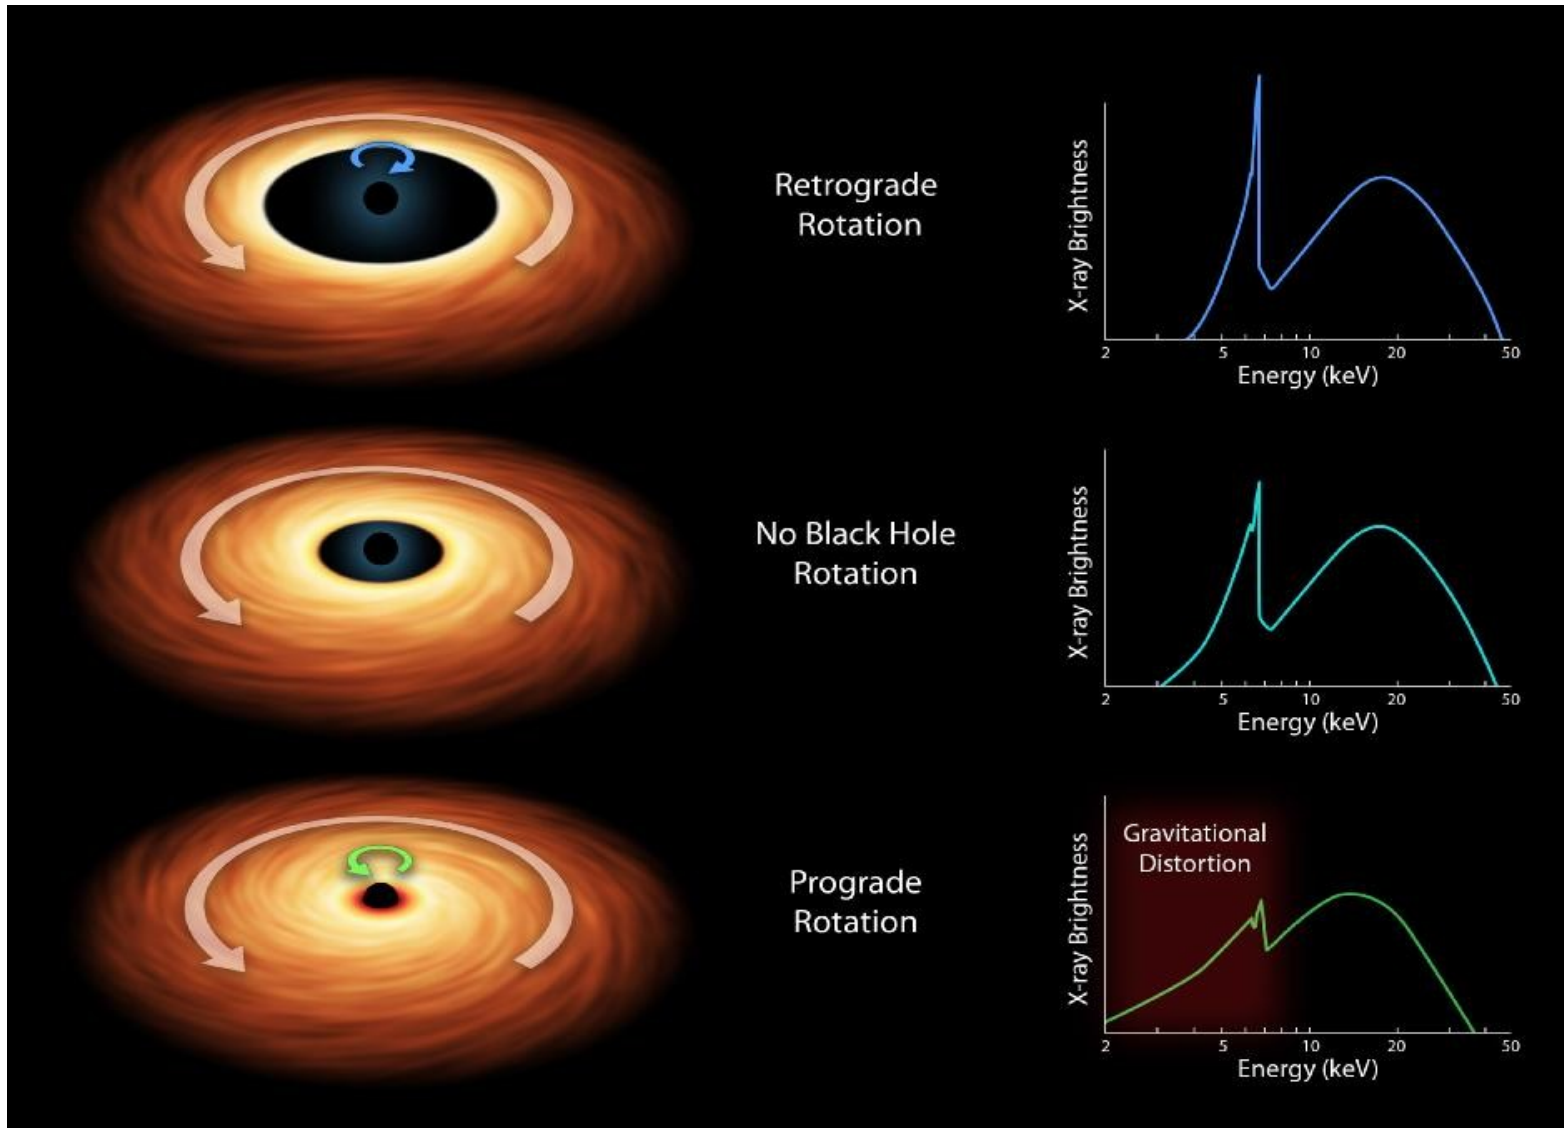 Retrograde
Rotation
X-ray Brightness
2 5 10 20 50
Energy (keV)
No Black Hole
Rotation
X-ray Brightness
2 5 10 20 50
Energy (keV)
Prograde
Rotation
Gravitational
Distortion
X-ray Brightness
2 5 10 20 50
Energy (keV)